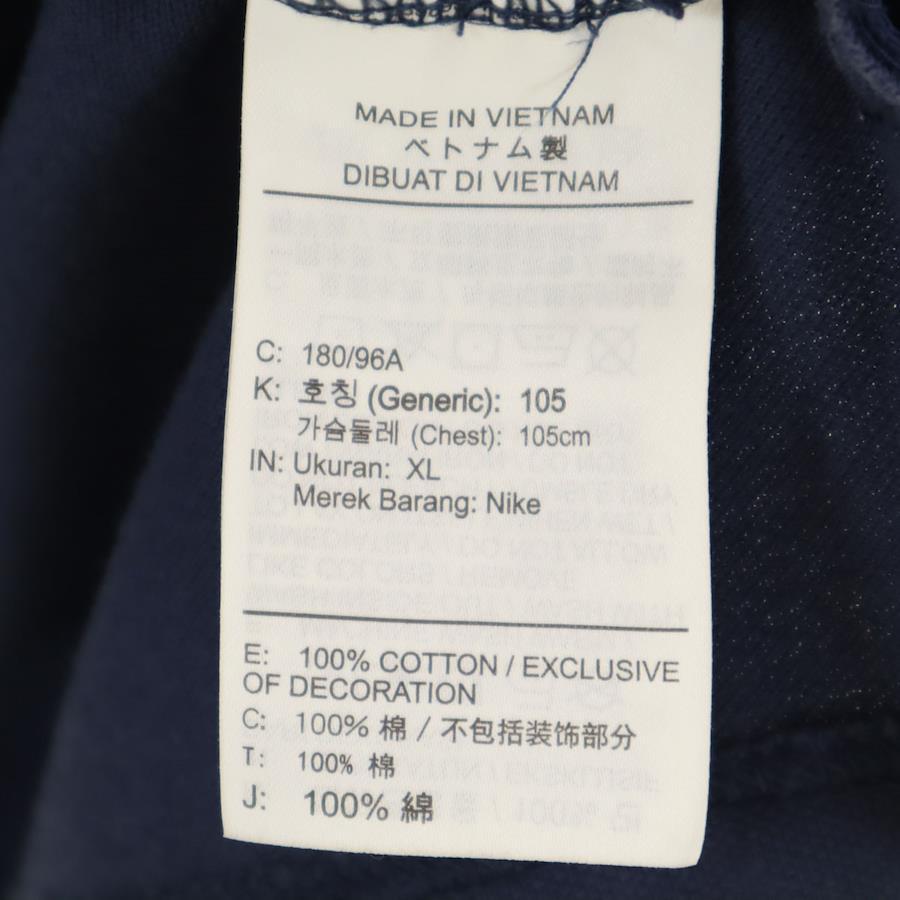 MADE IN VIETNAM
ベトナム製
DIBUAT DI VIETNAM
C: 180/96A
K: 호칭 (Generic): 105
가슴둘레 (Chest): 105cm
IN: Ukuran: XL
Merek Barang: Nike
E: 100% COTTON / EXCLUSIVE
OF DECORATION
C: 100% 棉 / 不包括装饰部分
T: 100% 棉
J: 100% 綿